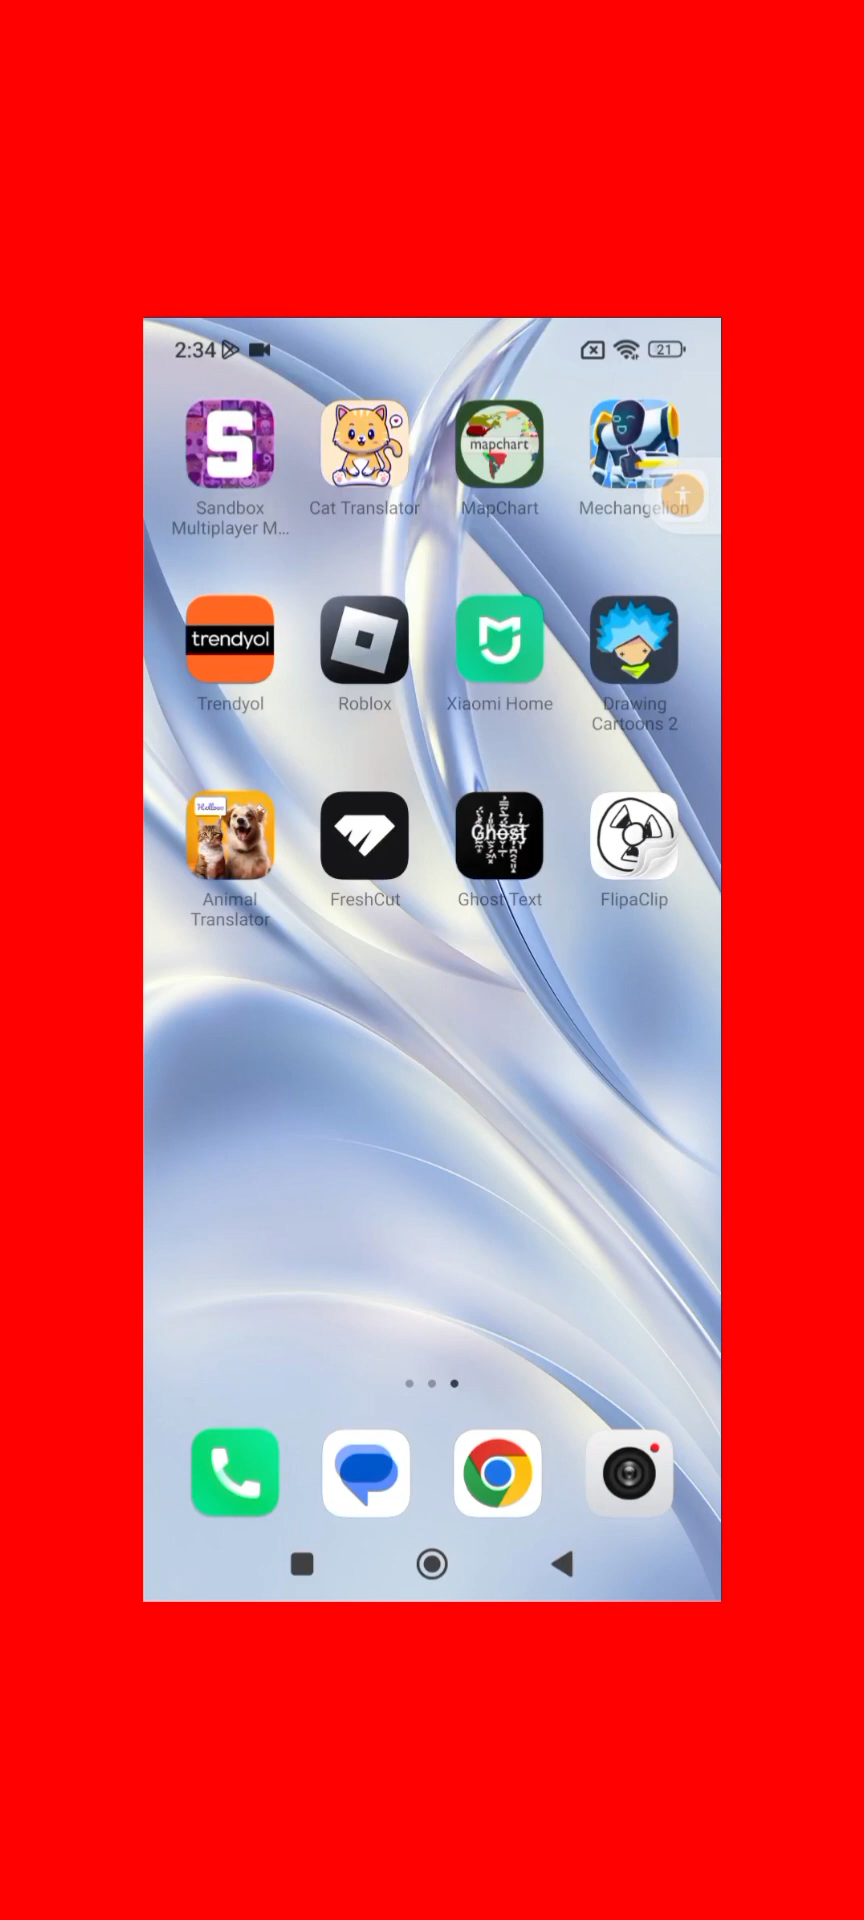 2:34
21
S
mapchart
Sandbox
Multiplayer M...
Cat Translator
MapChart
Mechangelion
trendyol
Trendyol
Roblox
Xiaomi Home
Drawing
Cartoons 2
Hellooo
Ghost
Animal
Translator
FreshCut
Ghost Text
FlipaClip